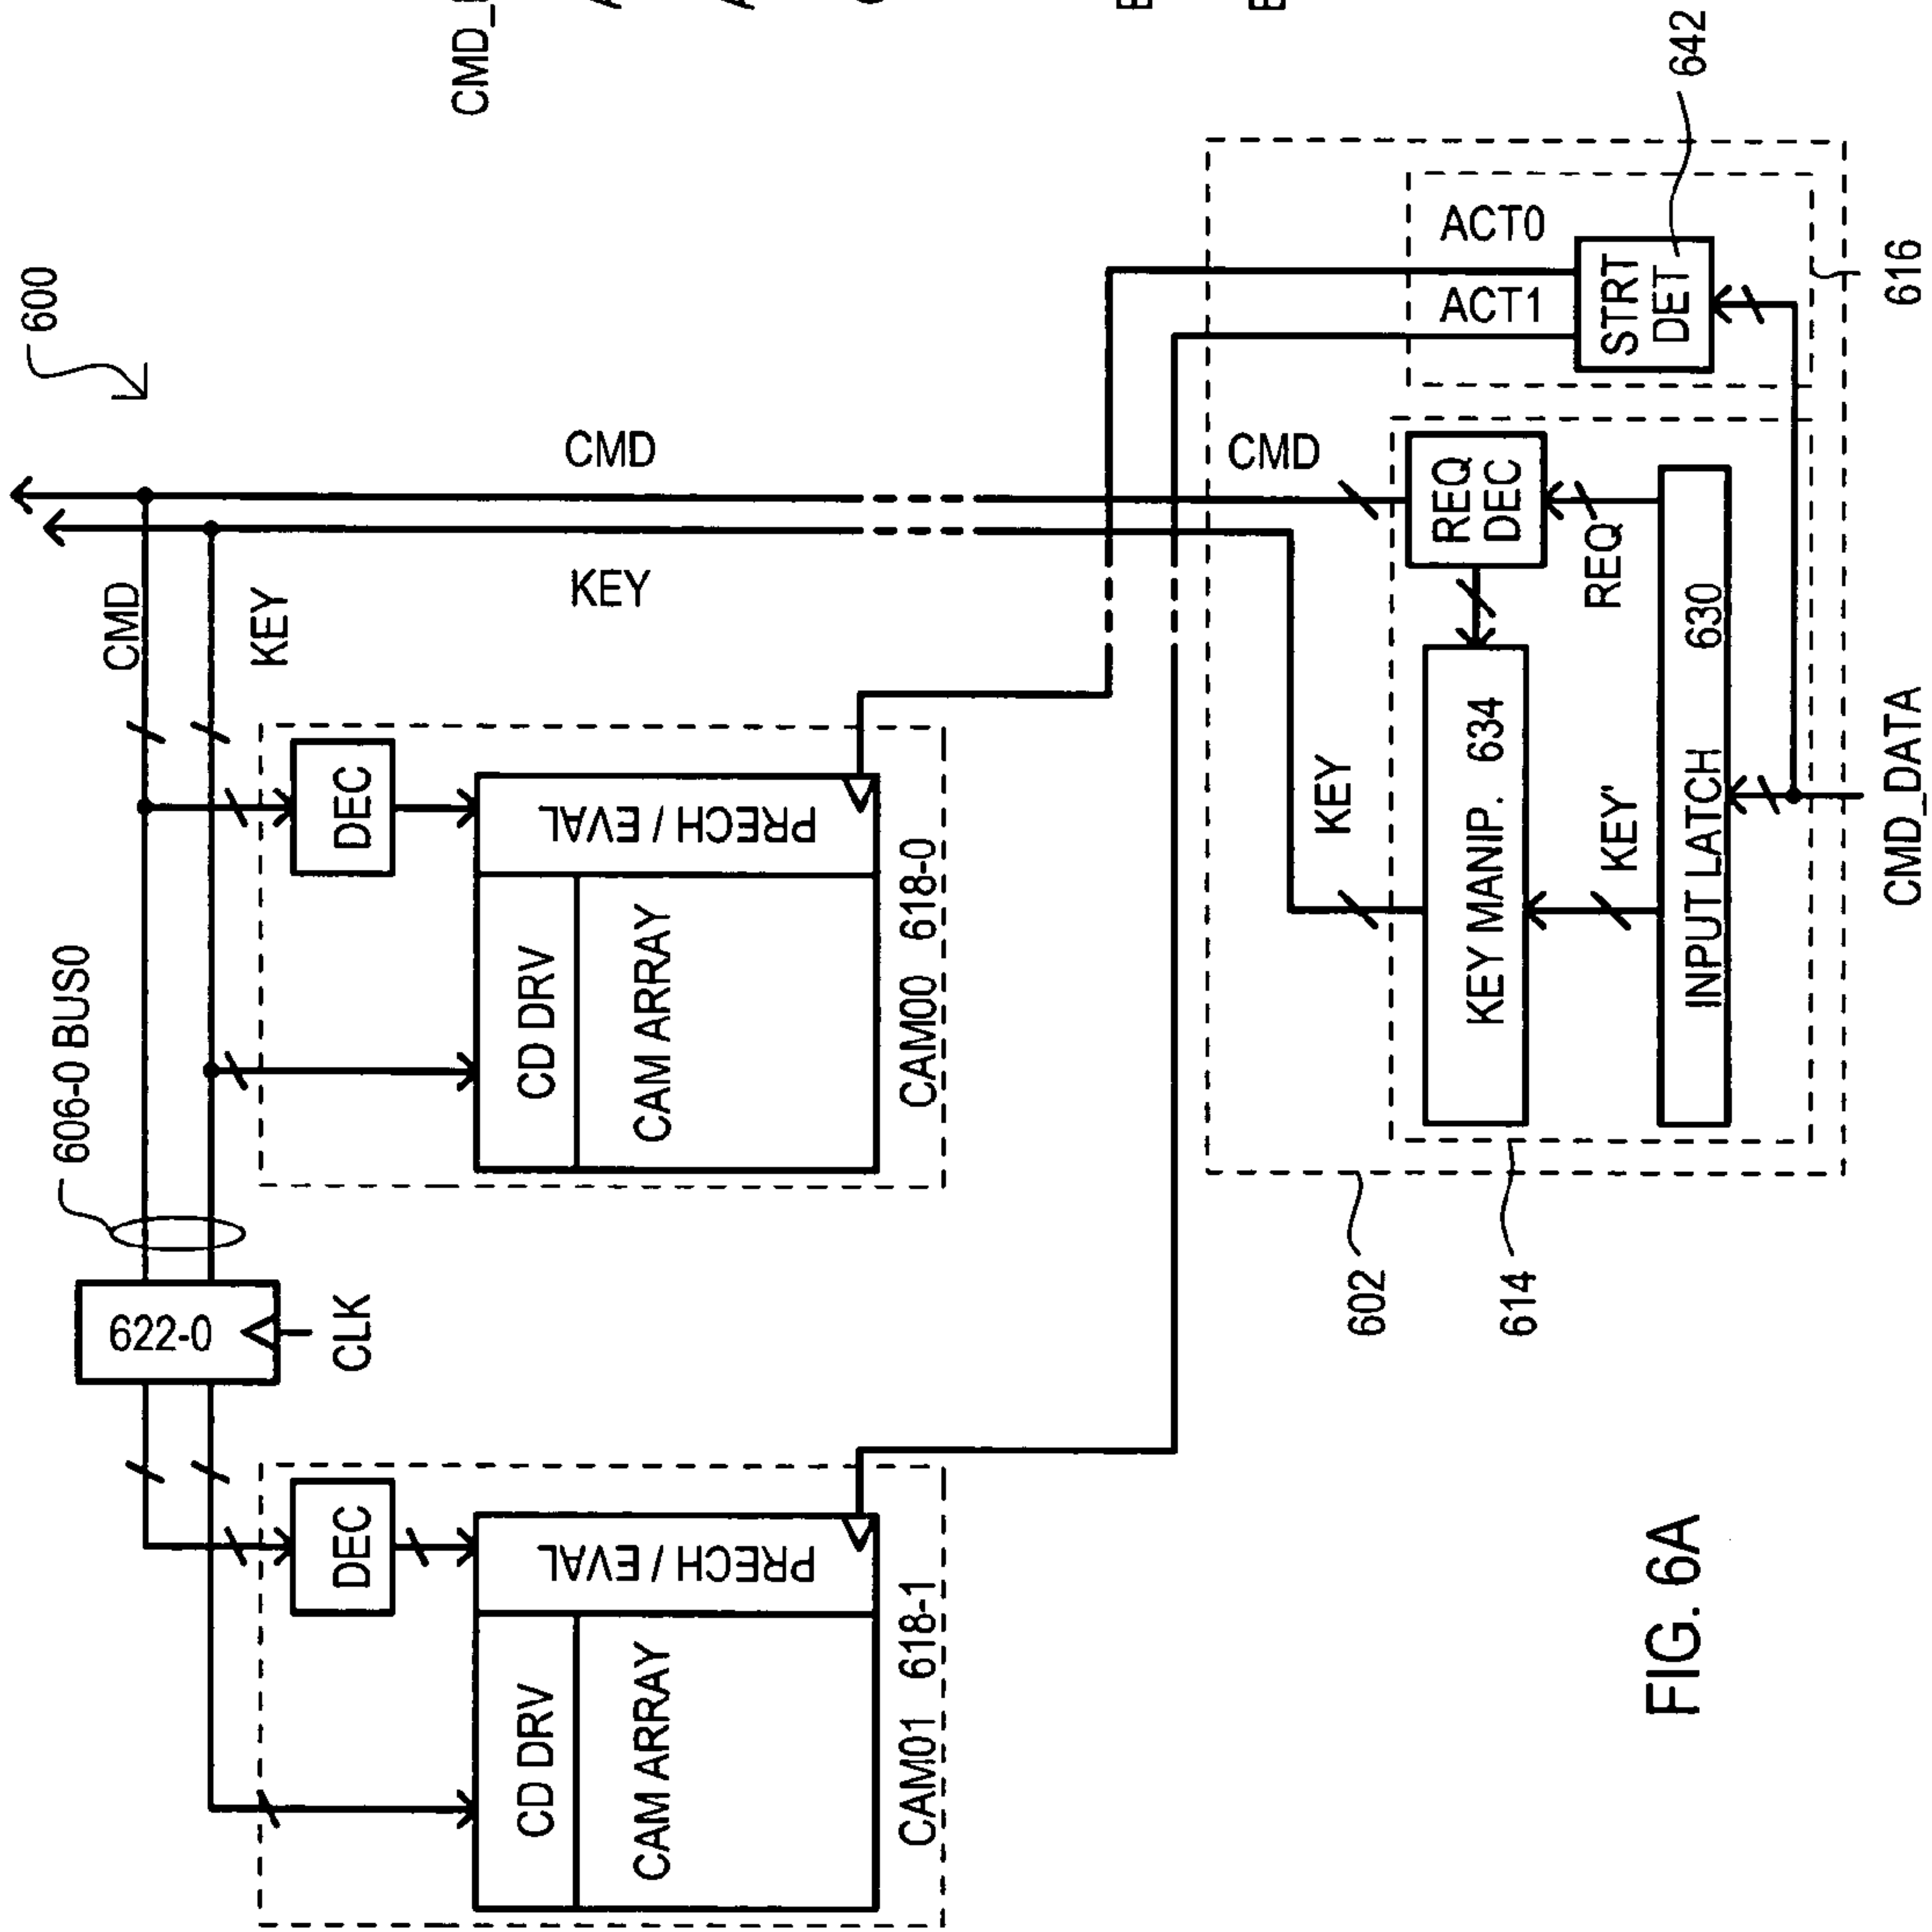 600
606-0 BUS0
622-0
CLK
CMD
KEY
CMD
KEY
DEC
CD DRV
CAM ARRAY
PRECH / EVAL
CAM01 618-1
DEC
CD DRV
CAM ARRAY
PRECH / EVAL
CAM00 618-0
602
614
KEY
CMD
ACT1
ACT0
KEY MANIP. 634
REQ
DEC
STRT
DET
642
KEY'
REQ
INPUT LATCH 630
616
CMD_DATA
FIG. 6A